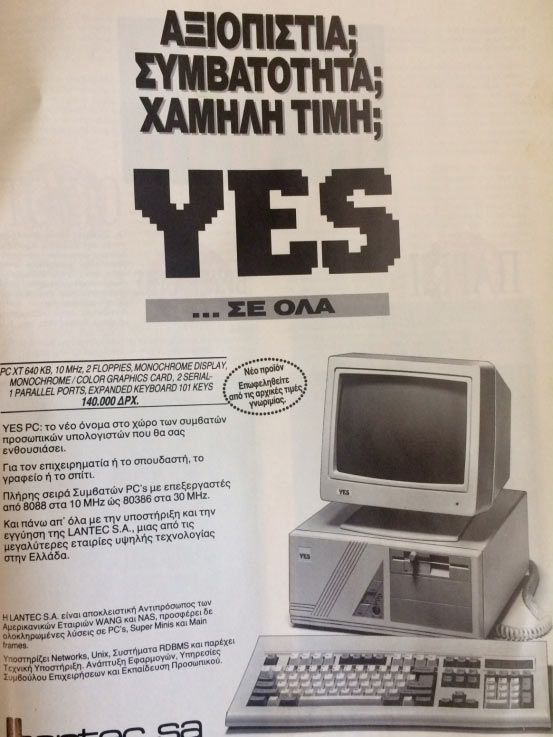 ΑΞΙΟΠΙΣΤΙΑ;
ΣΥΜΒΑΤΟΤΗΤΑ;
ΧΑΜΗΛΗ ΤΙΜΗ;
YES
... ΣΕ ΟΛΑ
PC XT 640 KB, 10 MHz, 2 FLOPPIES, MONOCHROME DISPLAY,
MONOCHROME / COLOR GRAPHICS CARD, 2 SERIAL-
1 PARALLEL PORTS, EXPANDED KEYBOARD 101 KEYS
140.000 ΔΡΧ.
Νέο προϊόν
Επωφεληθείτε
από τις αρχικές τιμές
γνωριμίας.
YES PC: το νέο όνομα στο χώρο των συμβατών
προσωπικών υπολογιστών που θα σας
ενθουσιάσει.
Για τον επιχειρηματία ή το σπουδαστή, το
γραφείο ή το σπίτι.
Πλήρης σειρά Συμβατών PC's με επεξεργαστές
από 8088 στα 10 MHz ώς 80386 στα 30 MHz.
Και πάνω απ' όλα με την υποστήριξη και την
εγγύηση της LANTEC S.A., μιας από τις
μεγαλύτερες εταιρίες υψηλής τεχνολογίας
στην Ελλάδα.
YES
YES
Η LANTEC S.A. είναι αποκλειστική Αντιπρόσωπος των
Αμερικανικών Εταιριών WANG και NAS, προσφέρει δε
ολοκληρωμένες λύσεις σε PC's, Super Minis και Main
frames.
Υποστηρίζει Networks, Unix, Συστήματα RDBMS και παρέχει
Τεχνική Υποστήριξη. Ανάπτυξη Εφαρμογών, Υπηρεσίες
Συμβούλου Επιχειρήσεων και Εκπαίδευση Προσωπικού.
lantec sa